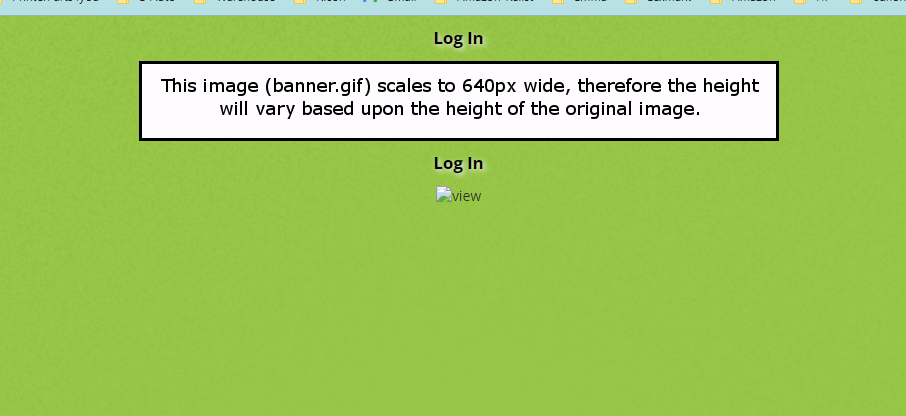 Log In
This image (banner.gif) scales to 640px wide, therefore the height
will vary based upon the height of the original image.
Log In
view